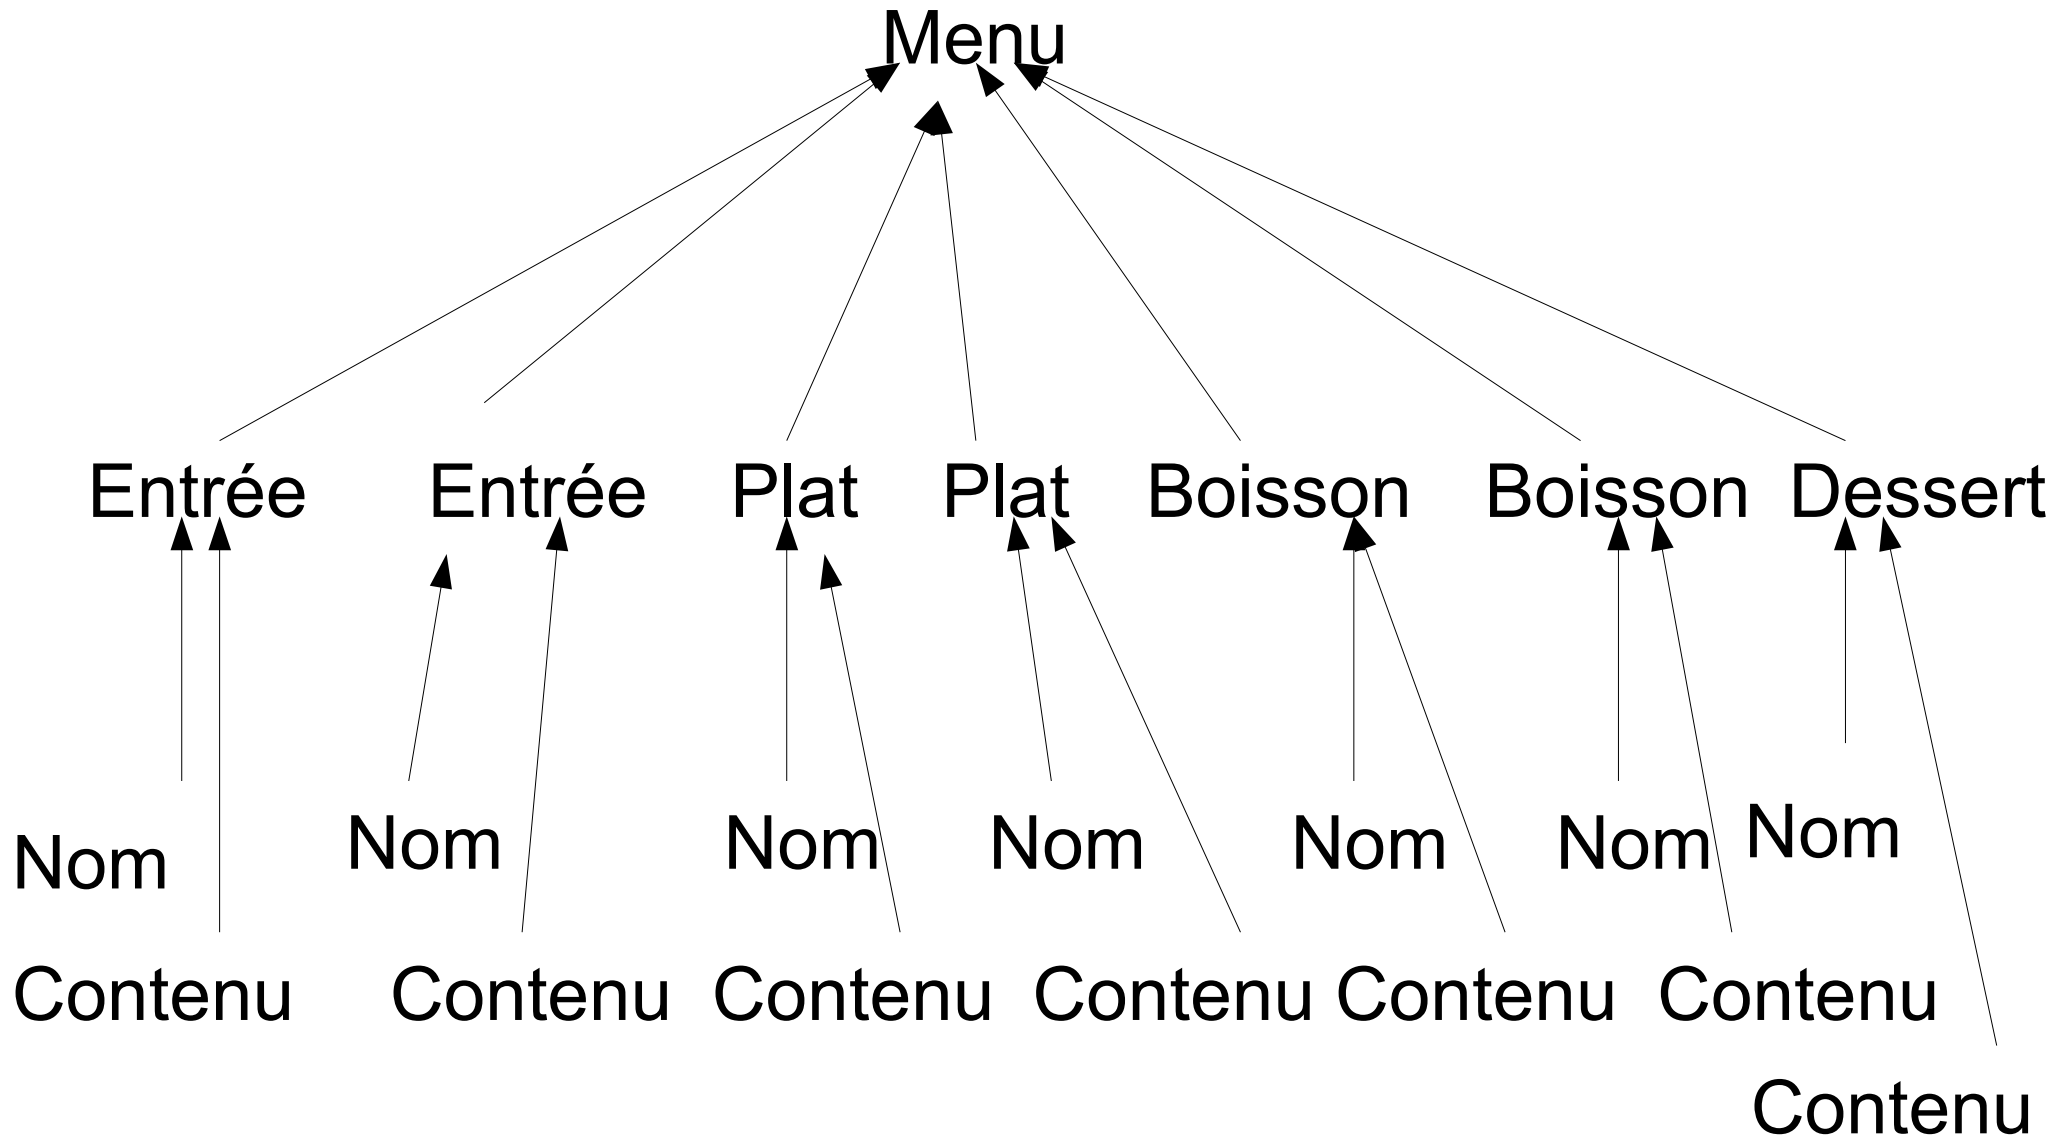 Menu
Entrée Entrée Plat Plat Boisson Boisson Dessert
Nom Nom Nom Nom Nom Nom Nom
Contenu Contenu Contenu Contenu Contenu Contenu
Contenu